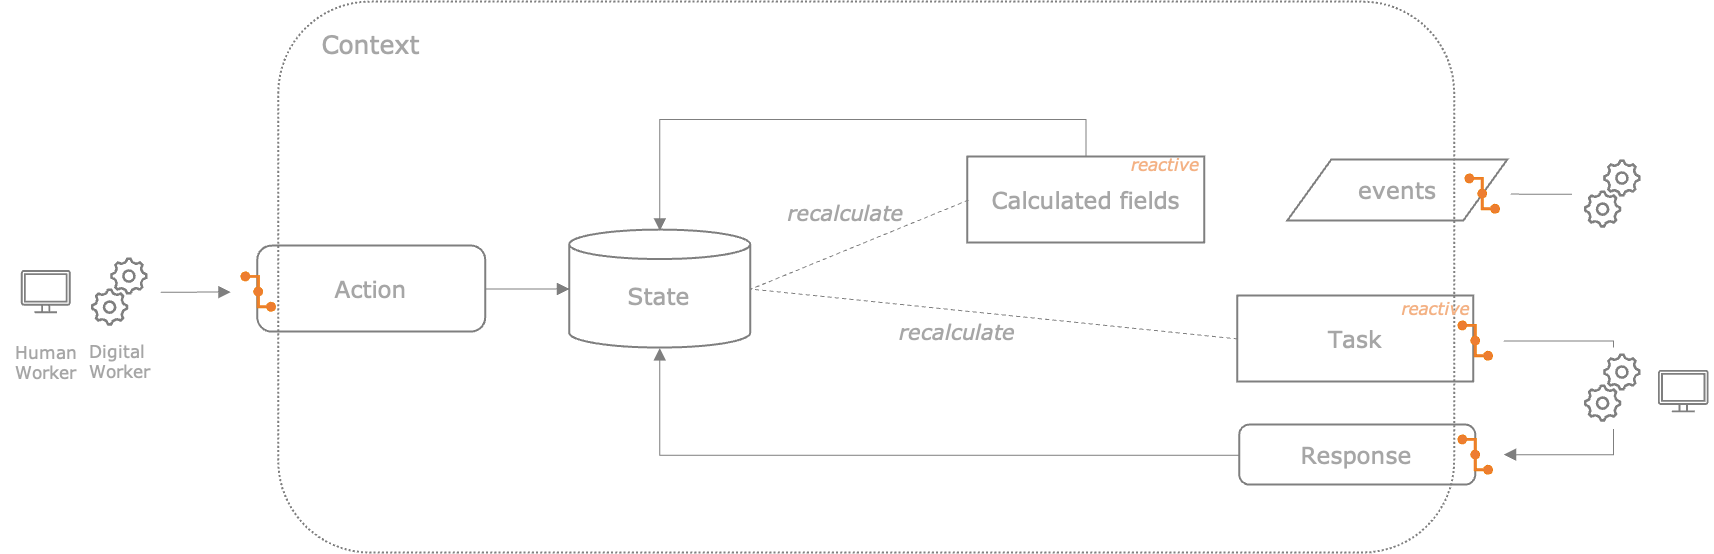 Context
reactive
Calculated fields
events
recalculate
Action
State
reactive
recalculate
Task
Human
Worker
Digital
Worker
Response